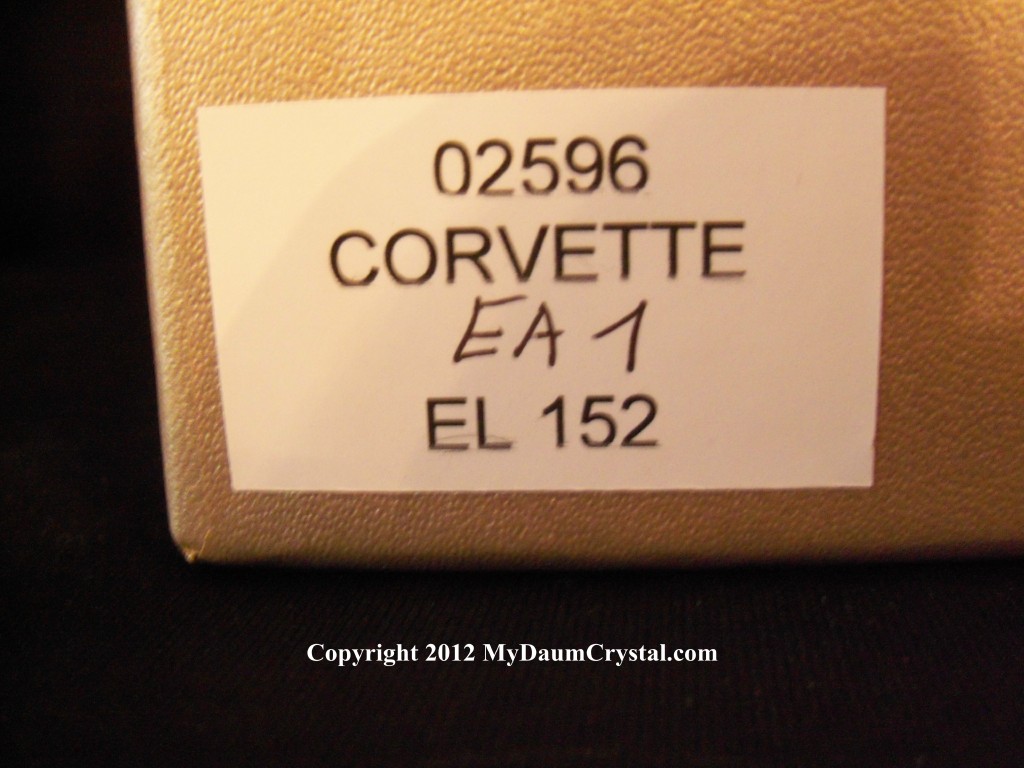 02596
CORVETTE
EA 1
EL 152
Copyright 2012 MyDaumCrystal.com